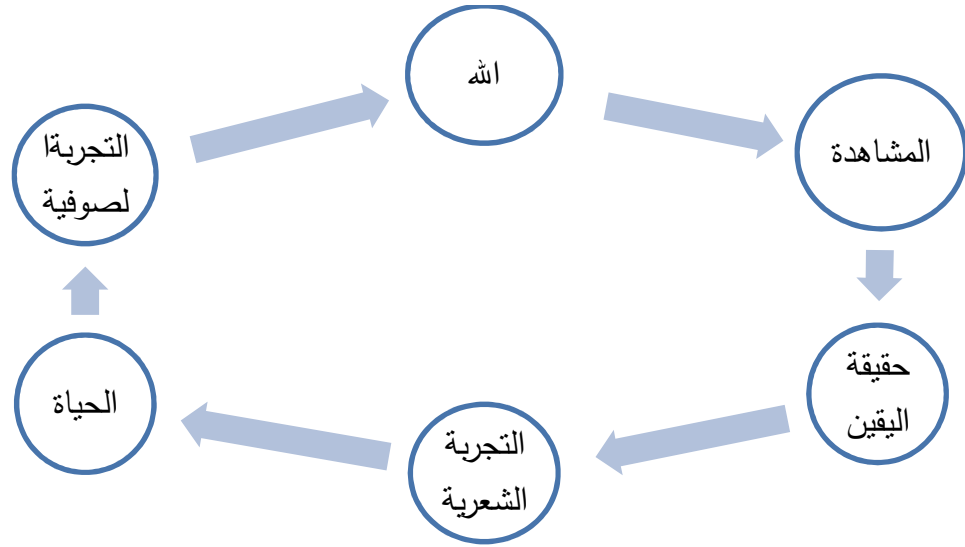 الله
المشاهدة
حقيقة
اليقين
التجربة
الشعرية
الحياة
التجربةا
لصوفية